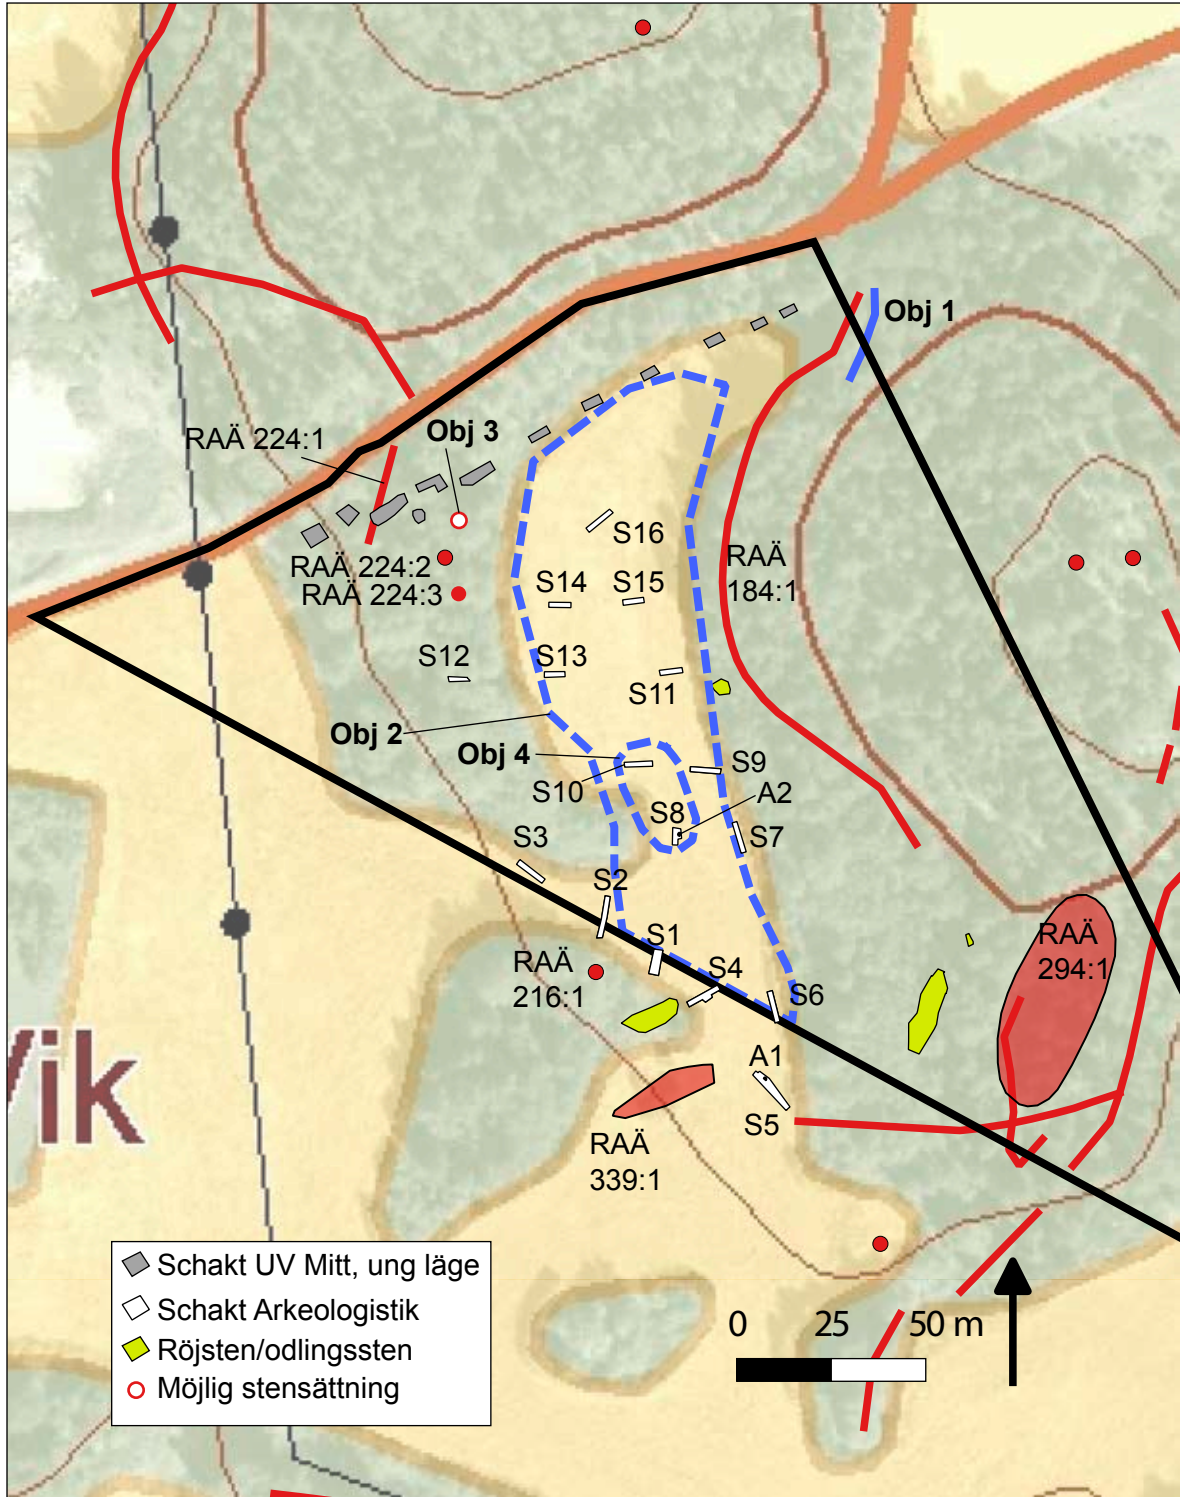 Obj 1
RAÄ 224:1
Obj 3
S16
RAÄ 224:2
RAÄ 224:3
RAÄ
184:1
S14
S15
S12
S13
S11
Obj 2
Obj 4
S10
S9
A2
S8
S7
S3
S2
S1
RAÄ
216:1
S4
S6
RAÄ
294:1
A1
S5
RAÄ
339:1
Vik
Schakt UV Mitt, ung läge
Schakt Arkeologistik
Röjsten/odlingssten
Möjlig stensättning
0 25 50 m